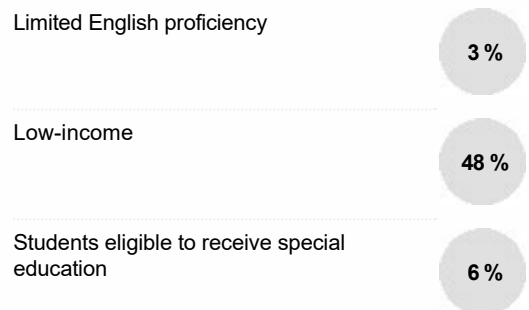 Limited English proficiency
3 %
Low-income
48 %
Students eligible to receive special
education
6 %